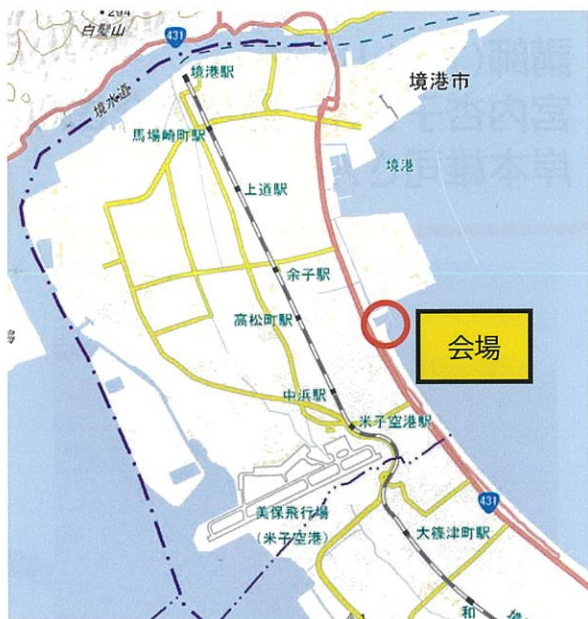 ・294
白髪山
431
境港駅
境港市
境水道
馬場崎町駅
境港
上道駅
余子駅
高松町駅
会場
中浜駅
米子空港駅
431
美保飛行場
(米子空港)
大篠津町駅
和